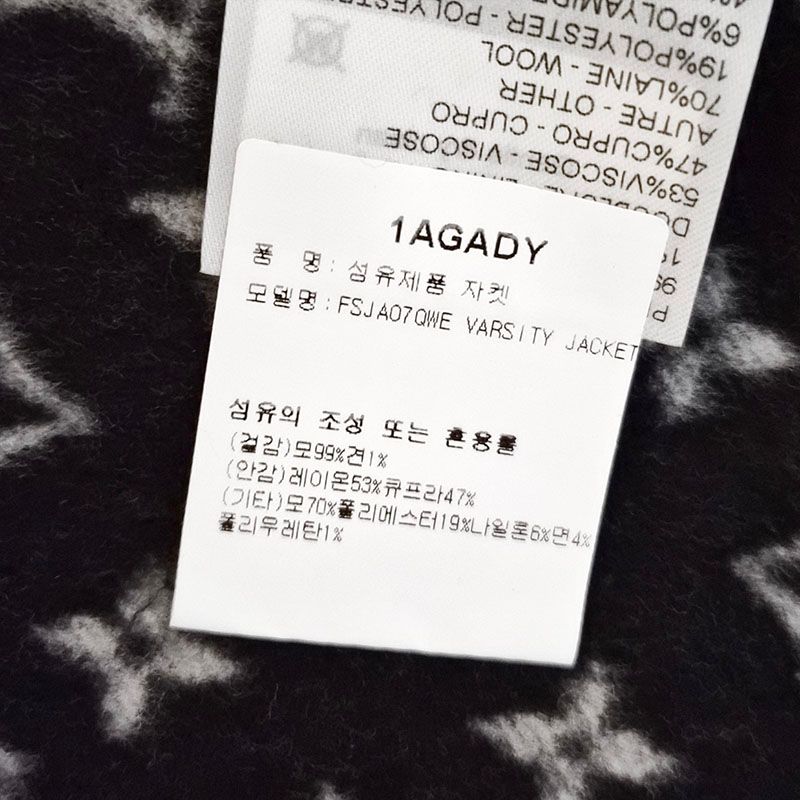 1AGADY
품 명: 섬유제품 자켓
모델명:FSJA07QWE VARSITY JACKET
섬유의 조성 또는 혼용률
(겉감)모99%견1%
(안감)레이온53%큐프라47%
(기타)모70%폴리에스터19%나일론6%면4%
폴리우레탄1%
53%VISCOSE - VISCOSE
47%CUPRO - CUPRO
AUTRE - OTHER
70%LAINE - WOOL
19%POLYESTER - POLYESTER
6%POLYAMIDE